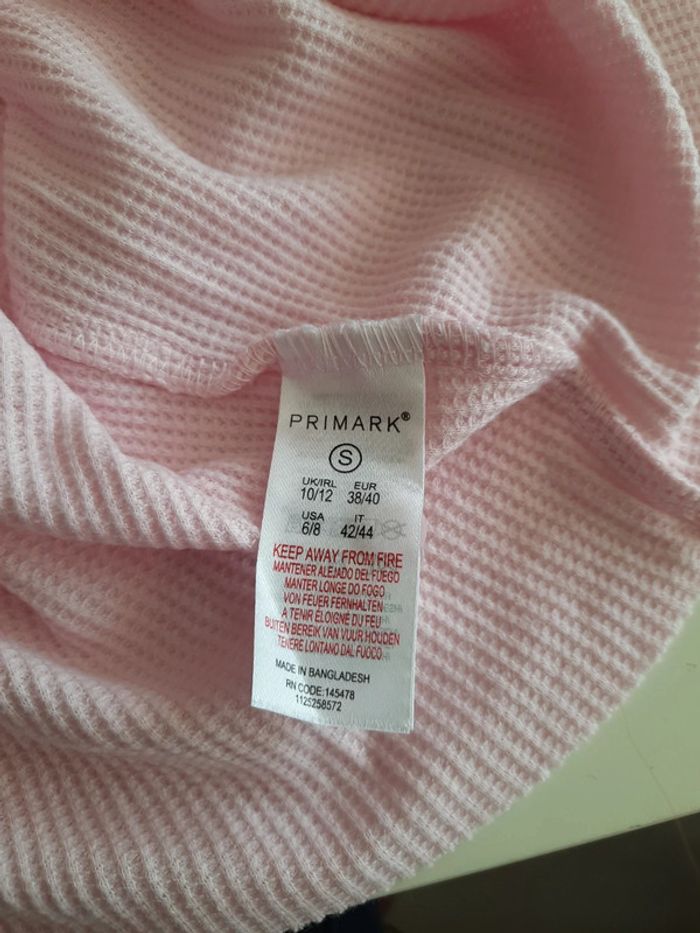 PRIMARK®
S
UK/IRL EUR
10/12 38/40
USA IT
6/8 42/44
KEEP AWAY FROM FIRE
MANTENER ALEJADO DEL FUEGO
MANTER LONGE DO FOGO
VON FEUER FERNHALTEN
A TENIR ÉLOIGNÉ DU FEU
BUITEN BEREIK VAN VUUR HOUDEN
TENERE LONTANO DAL FUOCO
MADE IN BANGLADESH
RN CODE:145478
1125258572